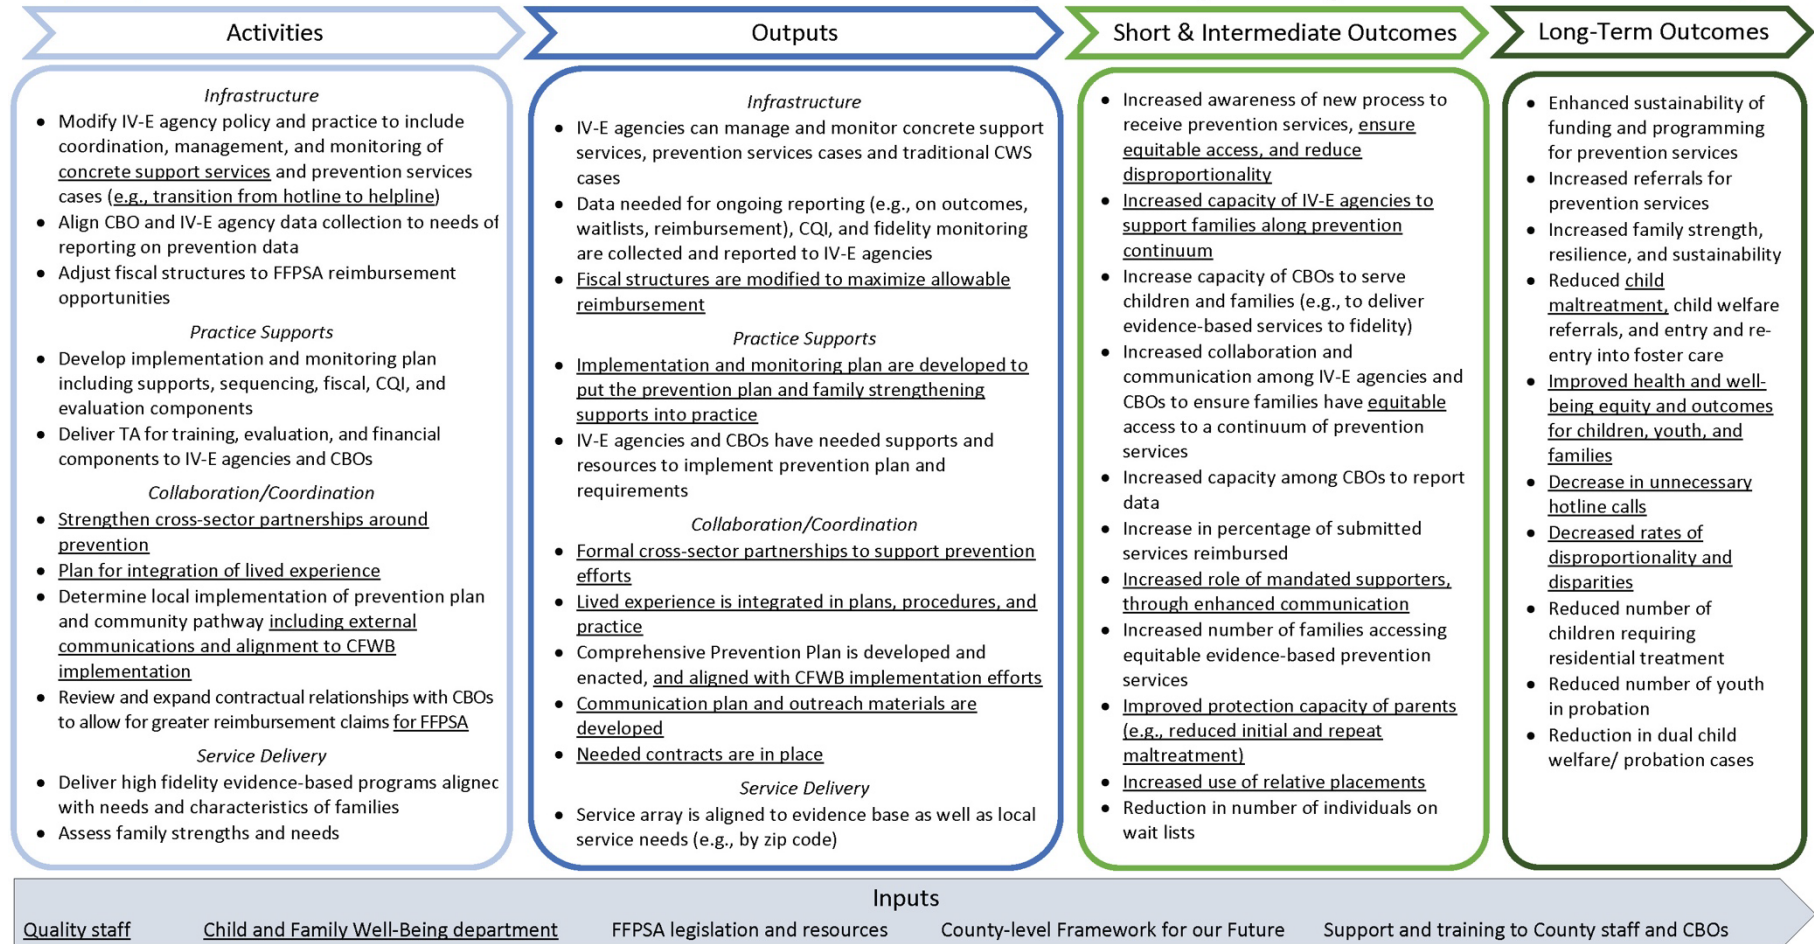 Activities
Infrastructure
• Modify IV-E agency policy and practice to include
coordination, management, and monitoring of
concrete support services and prevention services
cases (e.g., transition from hotline to helpline)
• Align CBO and IV-E agency data collection to needs of
reporting on prevention data
• Adjust fiscal structures to FFPSA reimbursement
opportunities
Practice Supports
• Develop implementation and monitoring plan
including supports, sequencing, fiscal, CQI, and
evaluation components
• Deliver TA for training, evaluation, and financial
components to IV-E agencies and CBOs
Collaboration/Coordination
• Strengthen cross-sector partnerships around
prevention
• Plan for integration of lived experience
• Determine local implementation of prevention plan
and community pathway including external
communications and alignment to CFWB
implementation
• Review and expand contractual relationships with CBOs
to allow for greater reimbursement claims for FFPSA
Service Delivery
• Deliver high fidelity evidence-based programs aligned
with needs and characteristics of families
• Assess family strengths and needs
Outputs
Infrastructure
• IV-E agencies can manage and monitor concrete support
services, prevention services cases and traditional CWS
cases
• Data needed for ongoing reporting (e.g., on outcomes,
waitlists, reimbursement), CQI, and fidelity monitoring
are collected and reported to IV-E agencies
• Fiscal structures are modified to maximize allowable
reimbursement
Practice Supports
• Implementation and monitoring plan are developed to
put the prevention plan and family strengthening
supports into practice
• IV-E agencies and CBOs have needed supports and
resources to implement prevention plan and
requirements
Collaboration/Coordination
• Formal cross-sector partnerships to support prevention
efforts
• Lived experience is integrated in plans, procedures, and
practice
• Comprehensive Prevention Plan is developed and
enacted, and aligned with CFWB implementation efforts
• Communication plan and outreach materials are
developed
• Needed contracts are in place
Service Delivery
• Service array is aligned to evidence base as well as local
service needs (e.g., by zip code)
Short & Intermediate Outcomes
• Increased awareness of new process to
receive prevention services, ensure
equitable access, and reduce
disproportionality
• Increased capacity of IV-E agencies to
support families along prevention
continuum
• Increase capacity of CBOs to serve
children and families (e.g., to deliver
evidence-based services to fidelity)
• Increased collaboration and
communication among IV-E agencies and
CBOs to ensure families have equitable
access to a continuum of prevention
services
• Increased capacity among CBOs to report
data
• Increase in percentage of submitted
services reimbursed
• Increased role of mandated supporters,
through enhanced communication
• Increased number of families accessing
equitable evidence-based prevention
services
• Improved protection capacity of parents
(e.g., reduced initial and repeat
maltreatment)
• Increased use of relative placements
• Reduction in number of individuals on
wait lists
Long-Term Outcomes
• Enhanced sustainability of
funding and programming
for prevention services
• Increased referrals for
prevention services
• Increased family strength,
resilience, and sustainability
• Reduced child
maltreatment, child welfare
referrals, and entry and re-
entry into foster care
• Improved health and well-
being equity and outcomes
for children, youth, and
families
• Decrease in unnecessary
hotline calls
• Decreased rates of
disproportionality and
disparities
• Reduced number of
children requiring
residential treatment
• Reduced number of youth
in probation
• Reduction in dual child
welfare/ probation cases
Inputs
Quality staff Child and Family Well-Being department FFPSA legislation and resources County-level Framework for our Future Support and training to County staff and CBOs